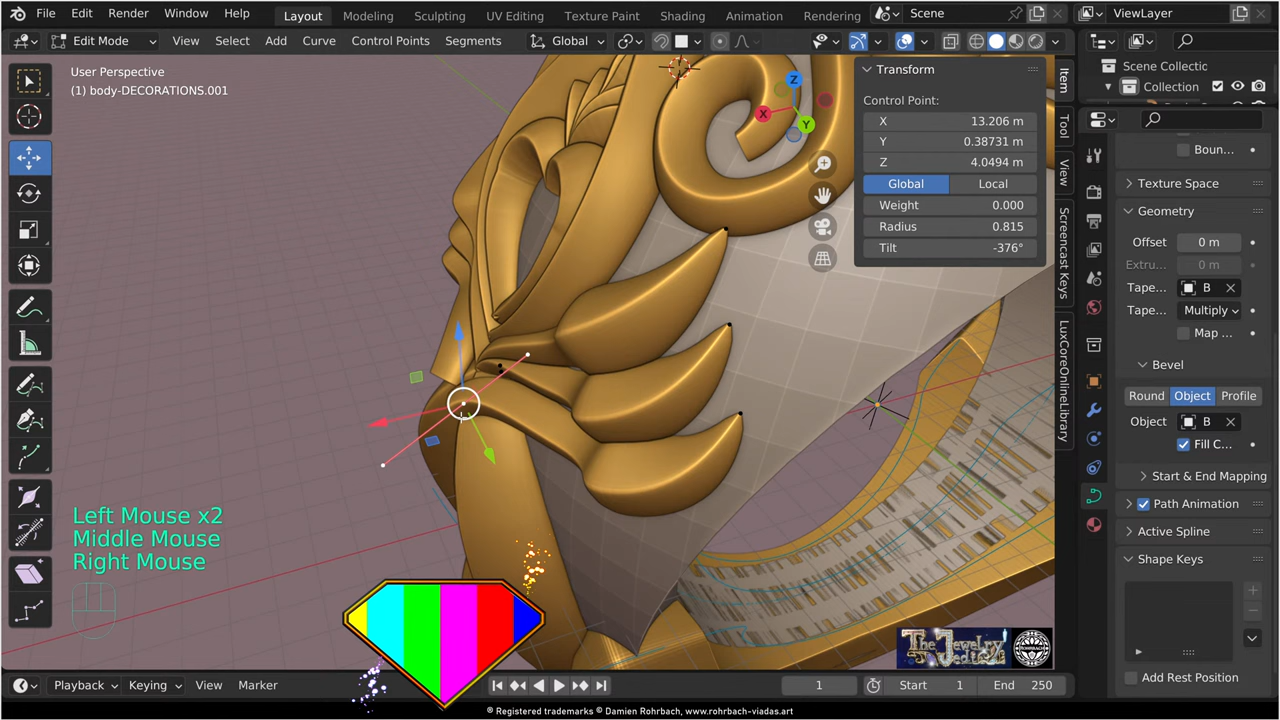 File Edit Render Window Help Layout Modeling Sculpting UV Editing Texture Paint Shading Animation Rendering Scene ViewLayer
Edit Mode View Select Add Curve Control Points Segments Global
User Perspective
(1) body-DECORATIONS.001
Transform
Control Point:
X 13.206 m
Y 0.38731 m
Z 4.0494 m
Global Local
Weight 0.000
Radius 0.815
Tilt -376°
Item
Tool
View
Screencast Keys
LuxCoreOnlineLibrary
Z
X
Y
Scene Collectic
Collection
Boun...
Texture Space
Geometry
Offset 0 m
Extru... 0 m
Tape... B
Tape... Multiply
Map ...
Bevel
Round Object Profile
Object B
Fill C...
Start & End Mapping
Path Animation
Active Spline
Shape Keys
Add Rest Position
Left Mouse x2
Middle Mouse
Right Mouse
The Jewelry
ROHRBACH
Playback Keying View Marker 1 Start 1 End 250
® Registered trademarks © Damien Rohrbach, www.rohrbach-viadas.art